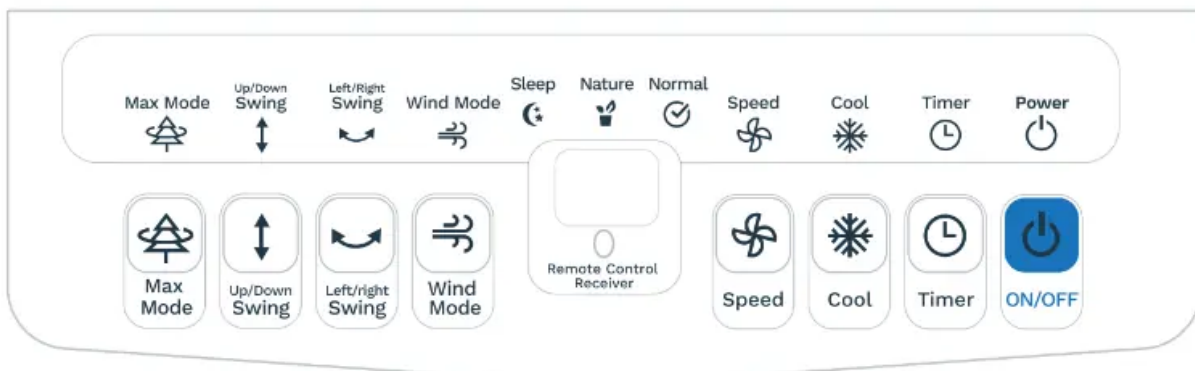 Sleep Nature Normal
Up/Down Left/Right
Max Mode Swing Swing Wind Mode Speed Cool Timer Power
Remote Control
Receiver
Max
Mode
Up/Down
Swing
Left/right
Swing
Wind
Mode
Speed
Cool
Timer
ON/OFF